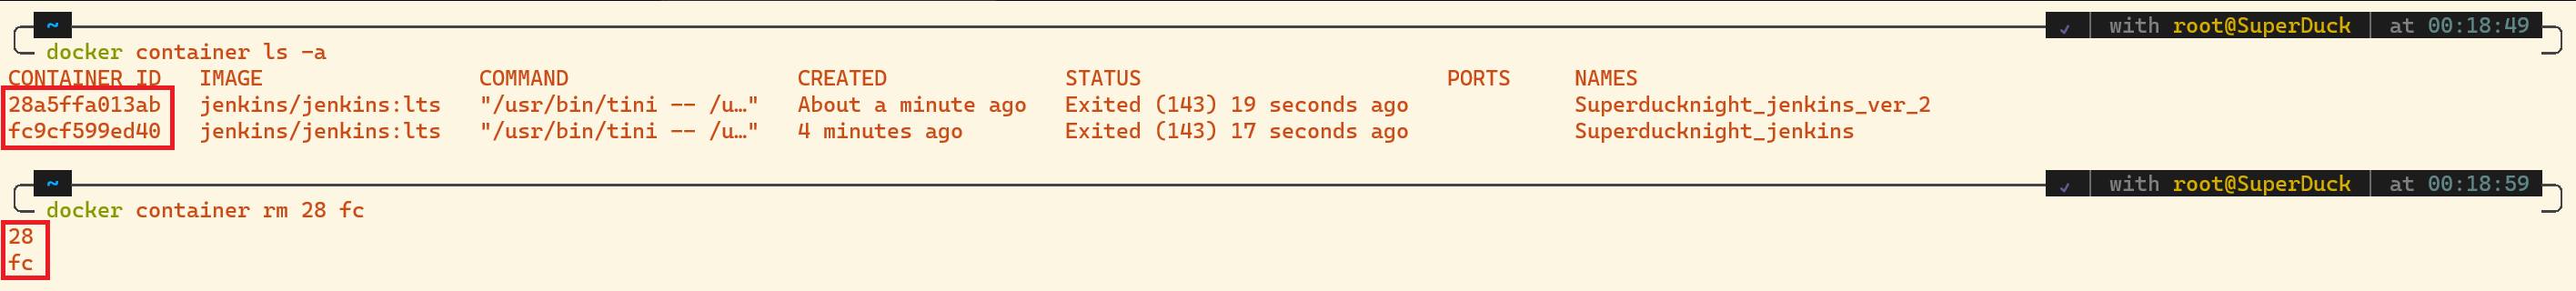 ~ ✓ with root@SuperDuck at 00:18:49
docker container ls -a
CONTAINER ID IMAGE COMMAND CREATED STATUS PORTS NAMES
28a5ffa013ab jenkins/jenkins:lts "/usr/bin/tini -- /u…" About a minute ago Exited (143) 19 seconds ago Superducknight_jenkins_ver_2
fc9cf599ed40 jenkins/jenkins:lts "/usr/bin/tini -- /u…" 4 minutes ago Exited (143) 17 seconds ago Superducknight_jenkins
~ ✓ with root@SuperDuck at 00:18:59
docker container rm 28 fc
28
fc